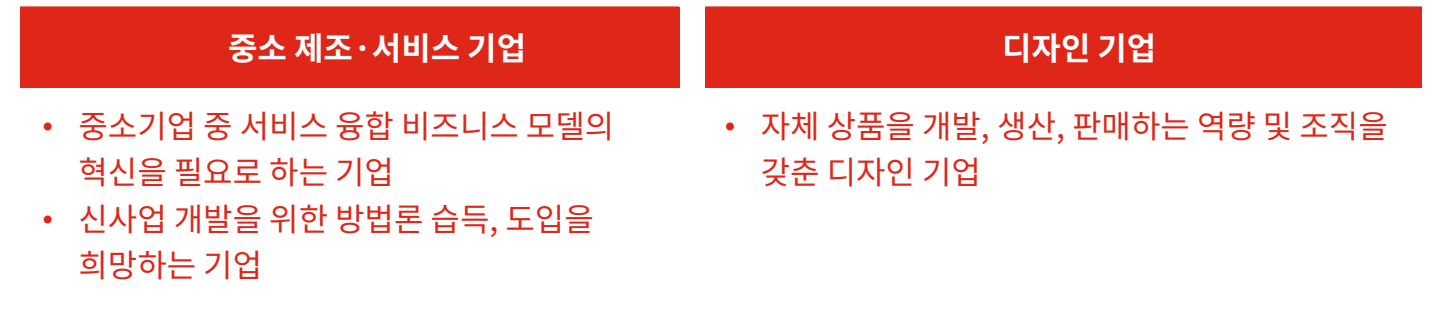 중소 제조·서비스 기업
• 중소기업 중 서비스 융합 비즈니스 모델의
혁신을 필요로 하는 기업
• 신사업 개발을 위한 방법론 습득, 도입을
희망하는 기업
디자인 기업
• 자체 상품을 개발, 생산, 판매하는 역량 및 조직을
갖춘 디자인 기업